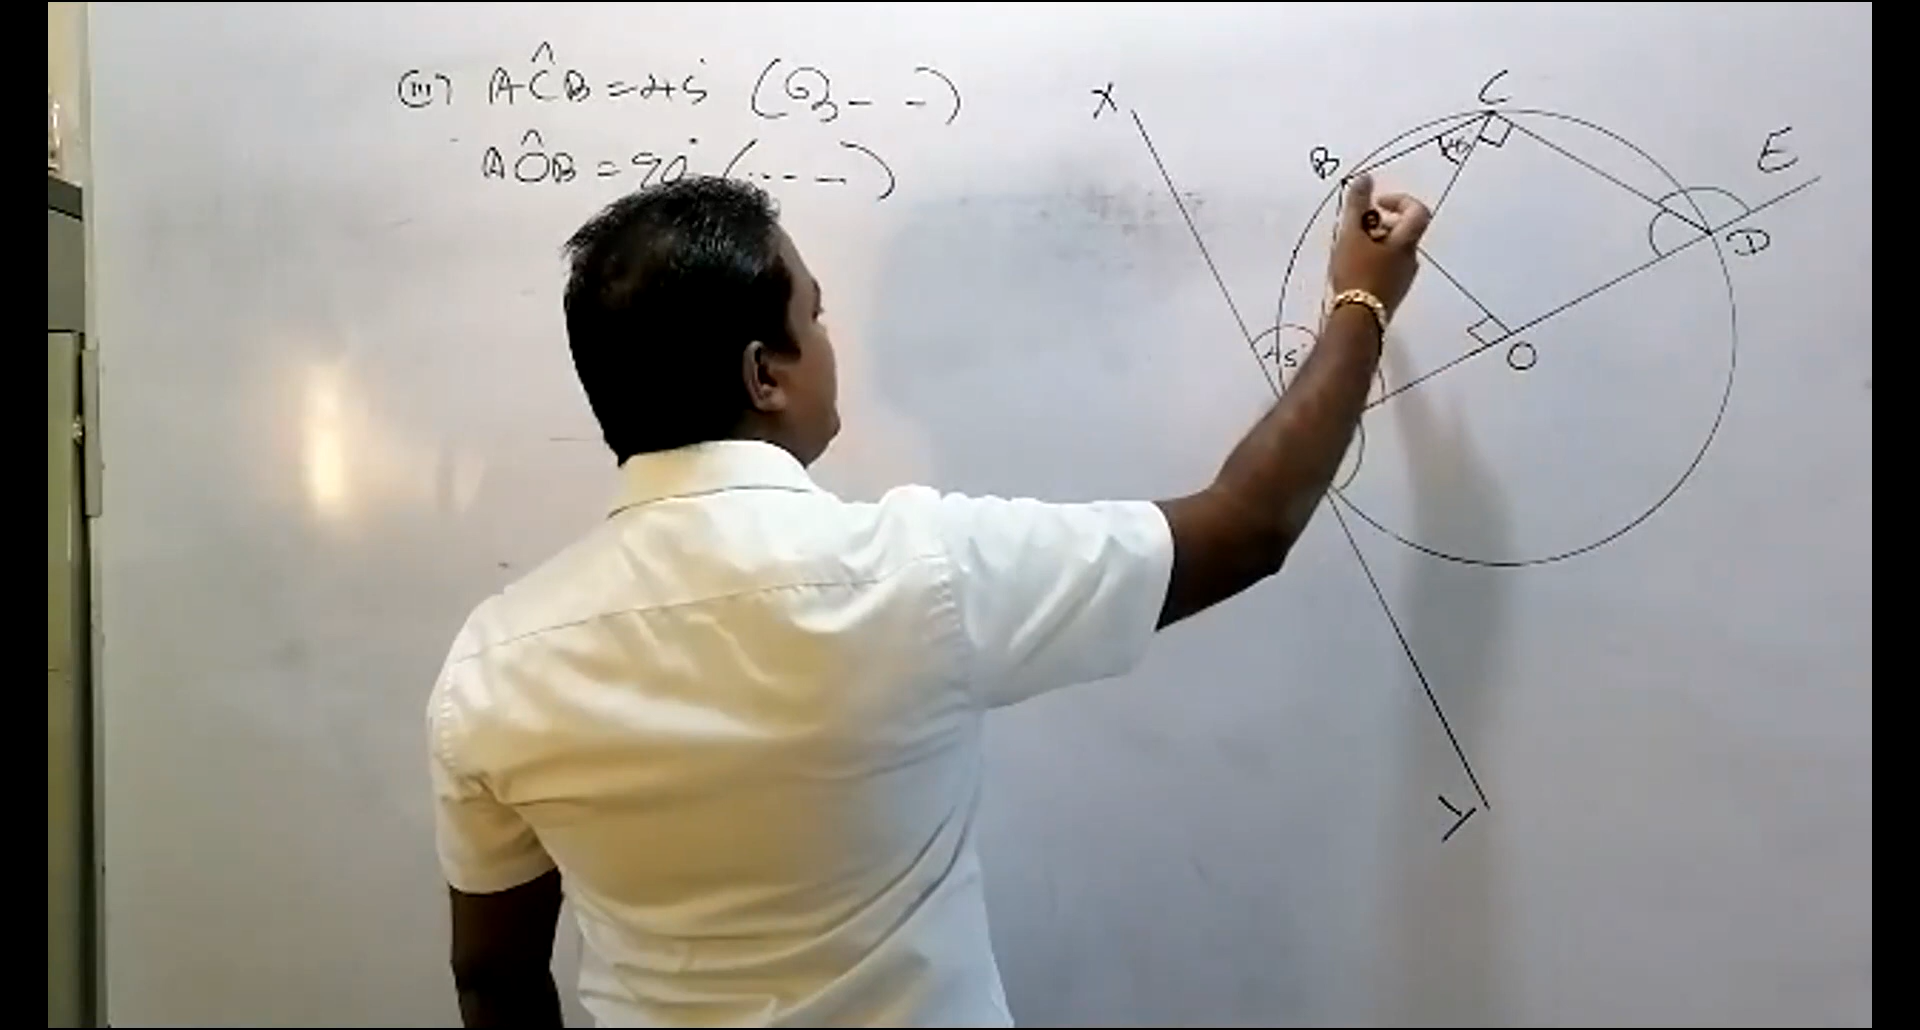 (iii) AĈB = 45° ( - - )
AÔB = 90° (--- - )
X
C
B
E
45
D
45°
O
Y